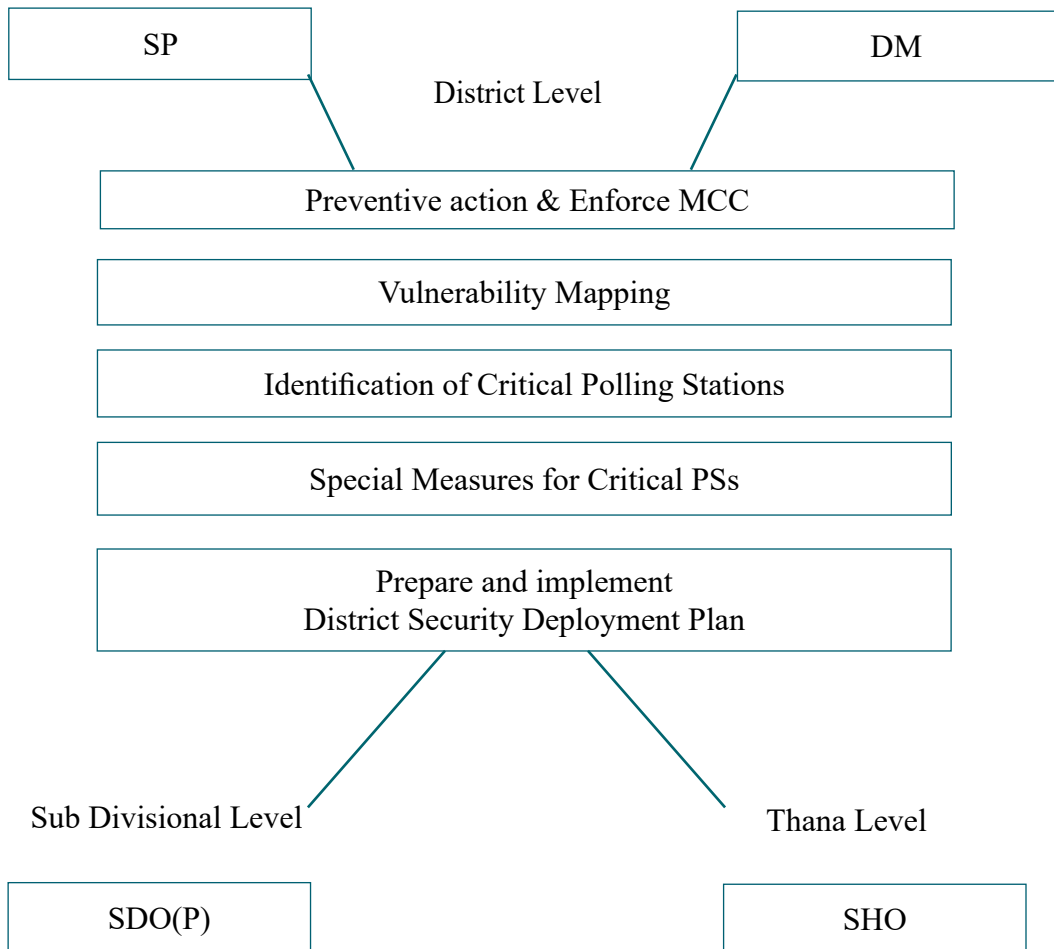 SP
DM
District Level
Preventive action & Enforce MCC
Vulnerability Mapping
Identification of Critical Polling Stations
Special Measures for Critical PSs
Prepare and implement
District Security Deployment Plan
Sub Divisional Level
Thana Level
SDO(P)
SHO